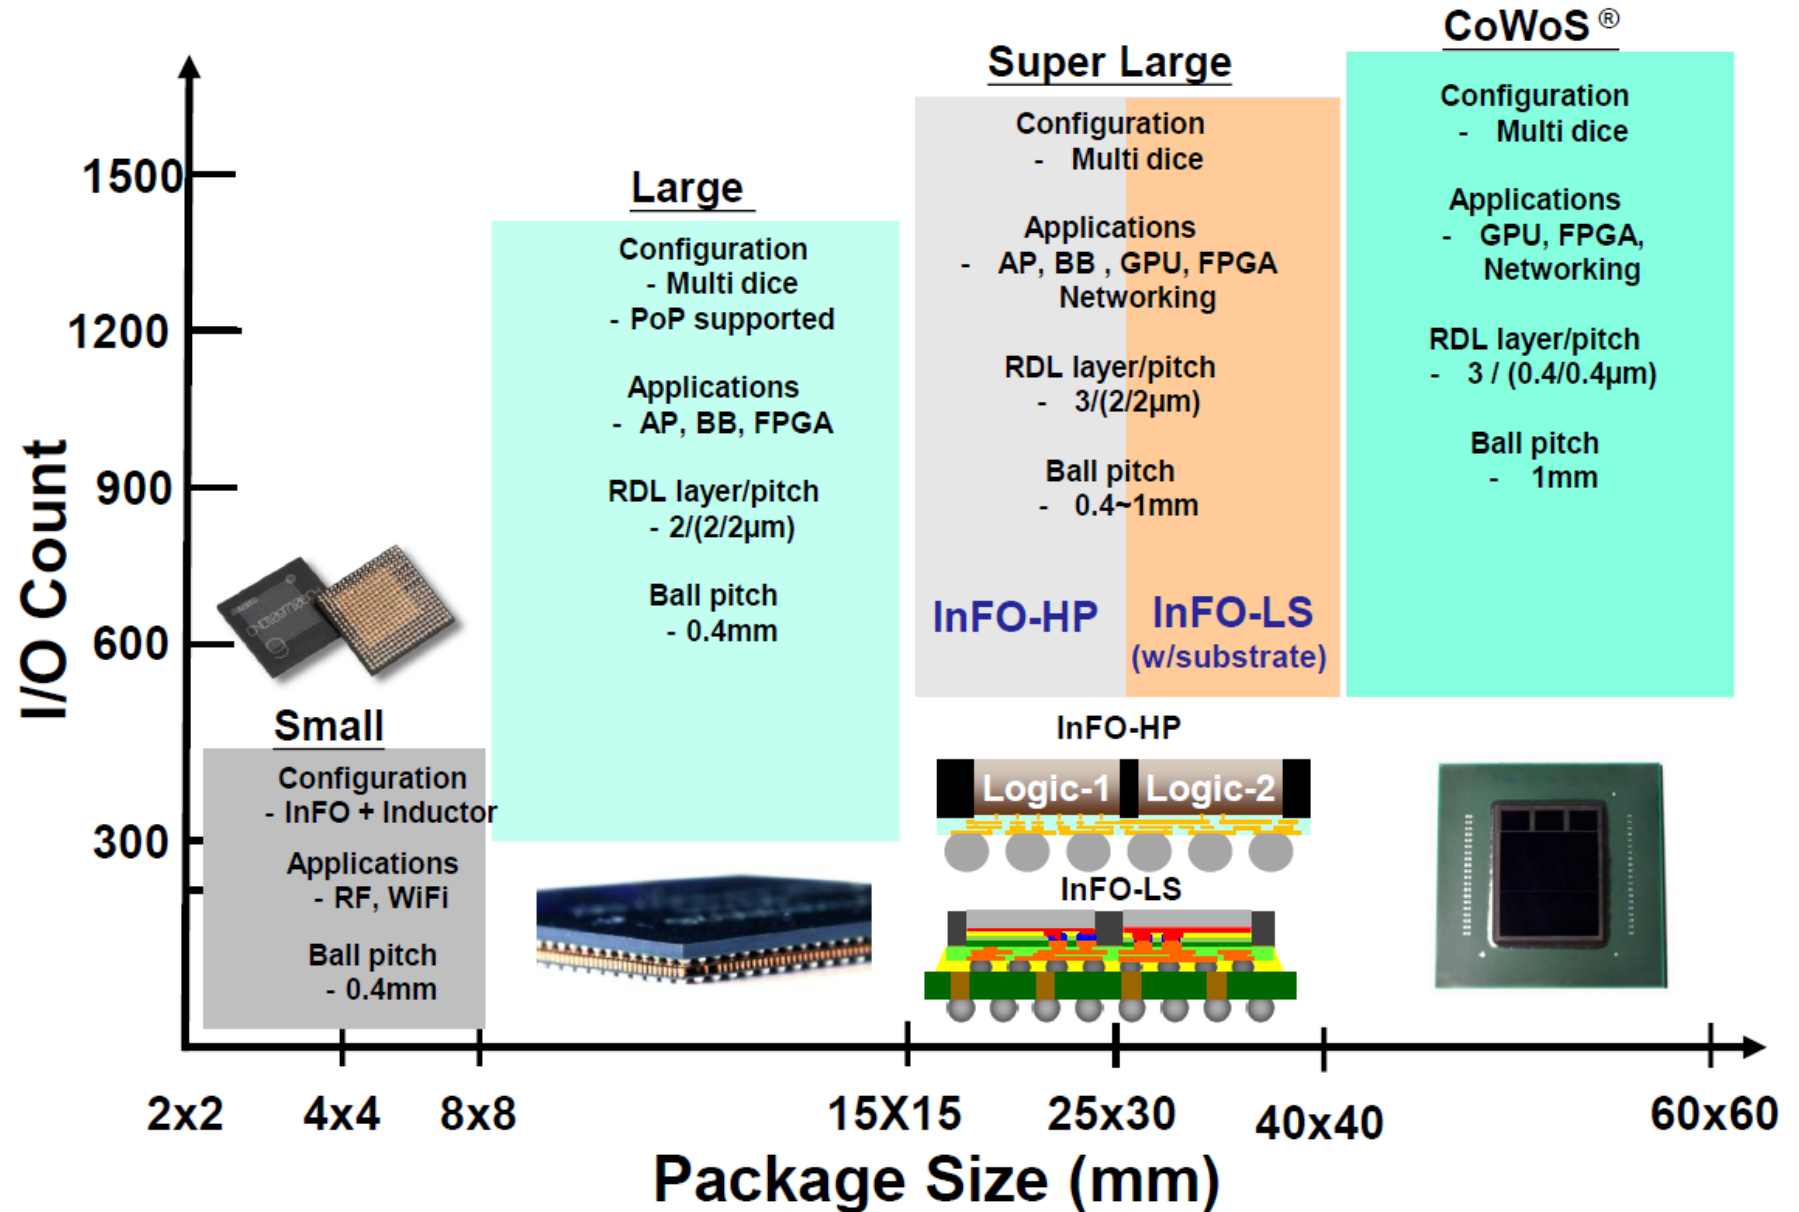 CoWoS ®
Configuration
- Multi dice
Applications
- GPU, FPGA,
Networking
RDL layer/pitch
- 3 / (0.4/0.4µm)
Ball pitch
- 1mm
Super Large
Configuration
- Multi dice
Applications
- AP, BB , GPU, FPGA
Networking
RDL layer/pitch
- 3/(2/2µm)
Ball pitch
- 0.4~1mm
InFO-HP
InFO-LS
(w/substrate)
InFO-HP
Logic-1
Logic-2
InFO-LS
Large
Configuration
- Multi dice
- PoP supported
Applications
- AP, BB, FPGA
RDL layer/pitch
- 2/(2/2µm)
Ball pitch
- 0.4mm
Small
Configuration
- InFO + Inductor
Applications
- RF, WiFi
Ball pitch
- 0.4mm
I/O Count
1500
1200
900
600
300
2x2
4x4
8x8
15X15
25x30
40x40
60x60
Package Size (mm)